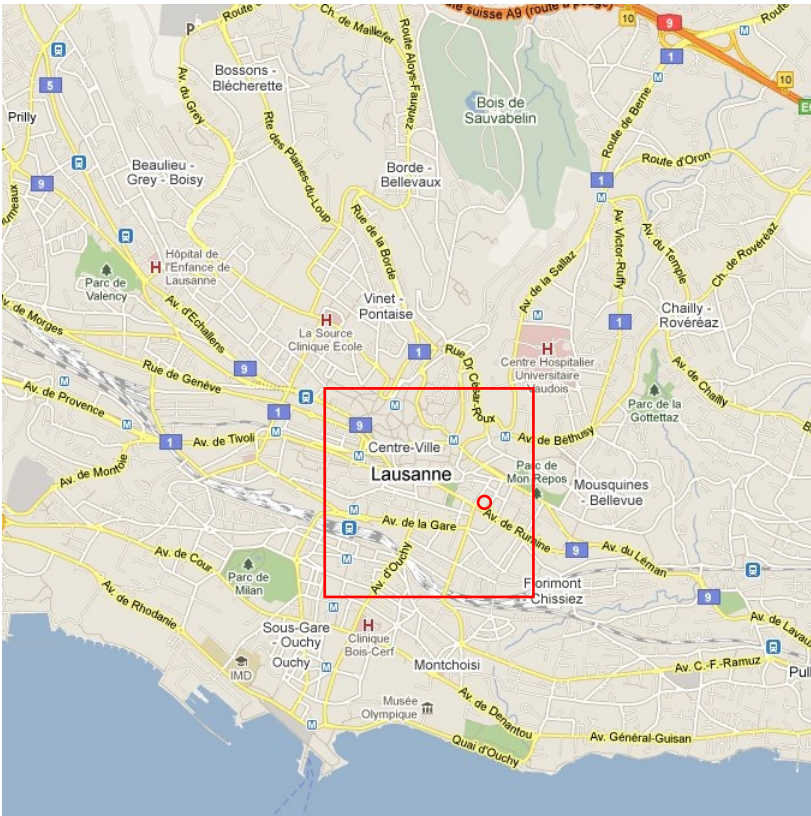 Route
Ch. de Maillefer
Route Aloys-Fauquez
suisse A9 (route à péage)
10
9
Route
P
9
5
Bossons -
Blécherette
1
10
E6
Av. du Grey
Rte des Plaines-du-Loup
Bois de
Sauvabelin
Route de Berne
Prilly
Beaulieu -
Grey - Boisy
Borde -
Bellevaux
Route d'Oron
9
1
Rue de la Borde
Av. Victor-Ruffy
Av. du Temple
Ch. de Rovéréaz
H
Hôpital de
l'Enfance de
Lausanne
Parc de
Valency
Av. de la Sallaz
Av. d'Echallens
Vinet -
Pontaise
Chailly -
Rovéréaz
Av. de Morges
H
La Source
Clinique Ecole
1
Rue Dr César-Roux
H
Centre Hospitalier
Universitaire
Vaudois
1
Av. de Chailly
Rue de Genève
9
M
Av. de Provence
1
9
Parc de la
Gottettaz
1
Av. de Tivoli
Centre-Ville
Av. de Béthusy
Av. de Montoie
Lausanne
Parc de
Mon Repos
Mousquines
- Bellevue
Av. de la Gare
Av. de Rumine
9
Av. du Léman
Av. de Cour
Av. d'Ouchy
Parc de
Milan
Florimont
- Chissiez
9
Av. de Rhodanie
Av. de Lavau
Sous-Gare
- Ouchy
H
Clinique
Bois-Cerf
Ouchy
IMD
Montchoisi
Av. C.-F.-Ramuz
Pull
Musée
Olympique
Av. de Denantou
Quai d'Ouchy
Av. Général-Guisan